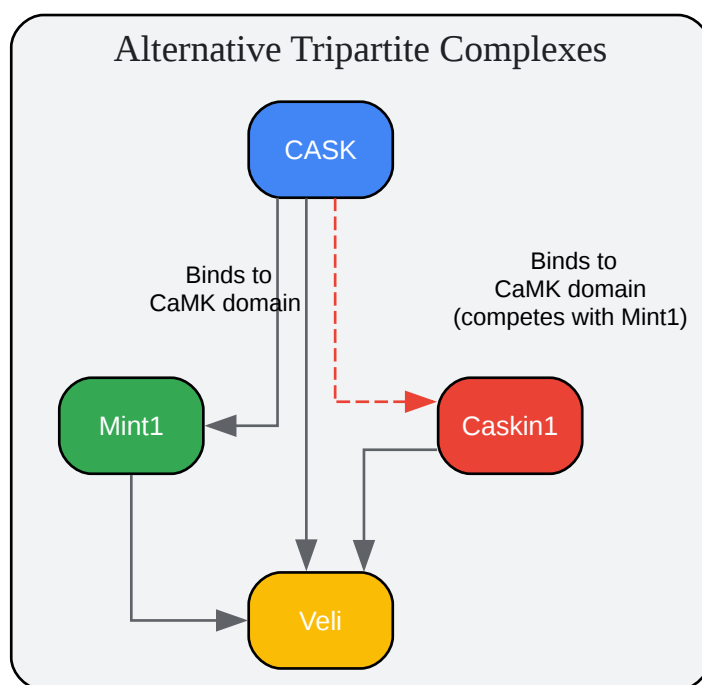 Alternative Tripartite Complexes
CASK
Binds to
CaMK domain
Binds to
CaMK domain
(competes with Mint1)
Mint1
Caskin1
Veli